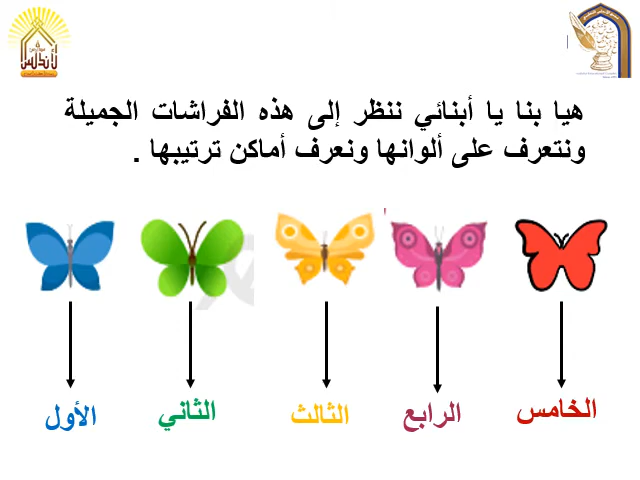 هيا بنا يا أبنائي ننظر إلى هذه الفراشات الجميلة
ونتعرف على ألوانها ونعرف أماكن ترتيبها .
الخامس
الرابع
الثالث
الثاني
الأول